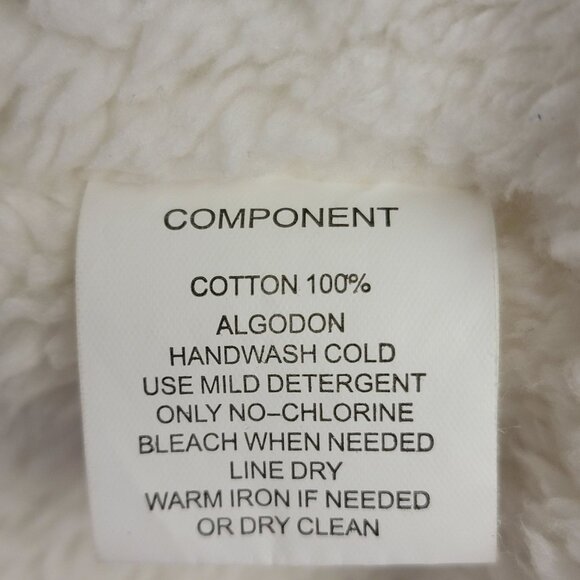 COMPONENT
COTTON 100%
ALGODON
HANDWASH COLD
USE MILD DETERGENT
ONLY NO-CHLORINE
BLEACH WHEN NEEDED
LINE DRY
WARM IRON IF NEEDED
OR DRY CLEAN